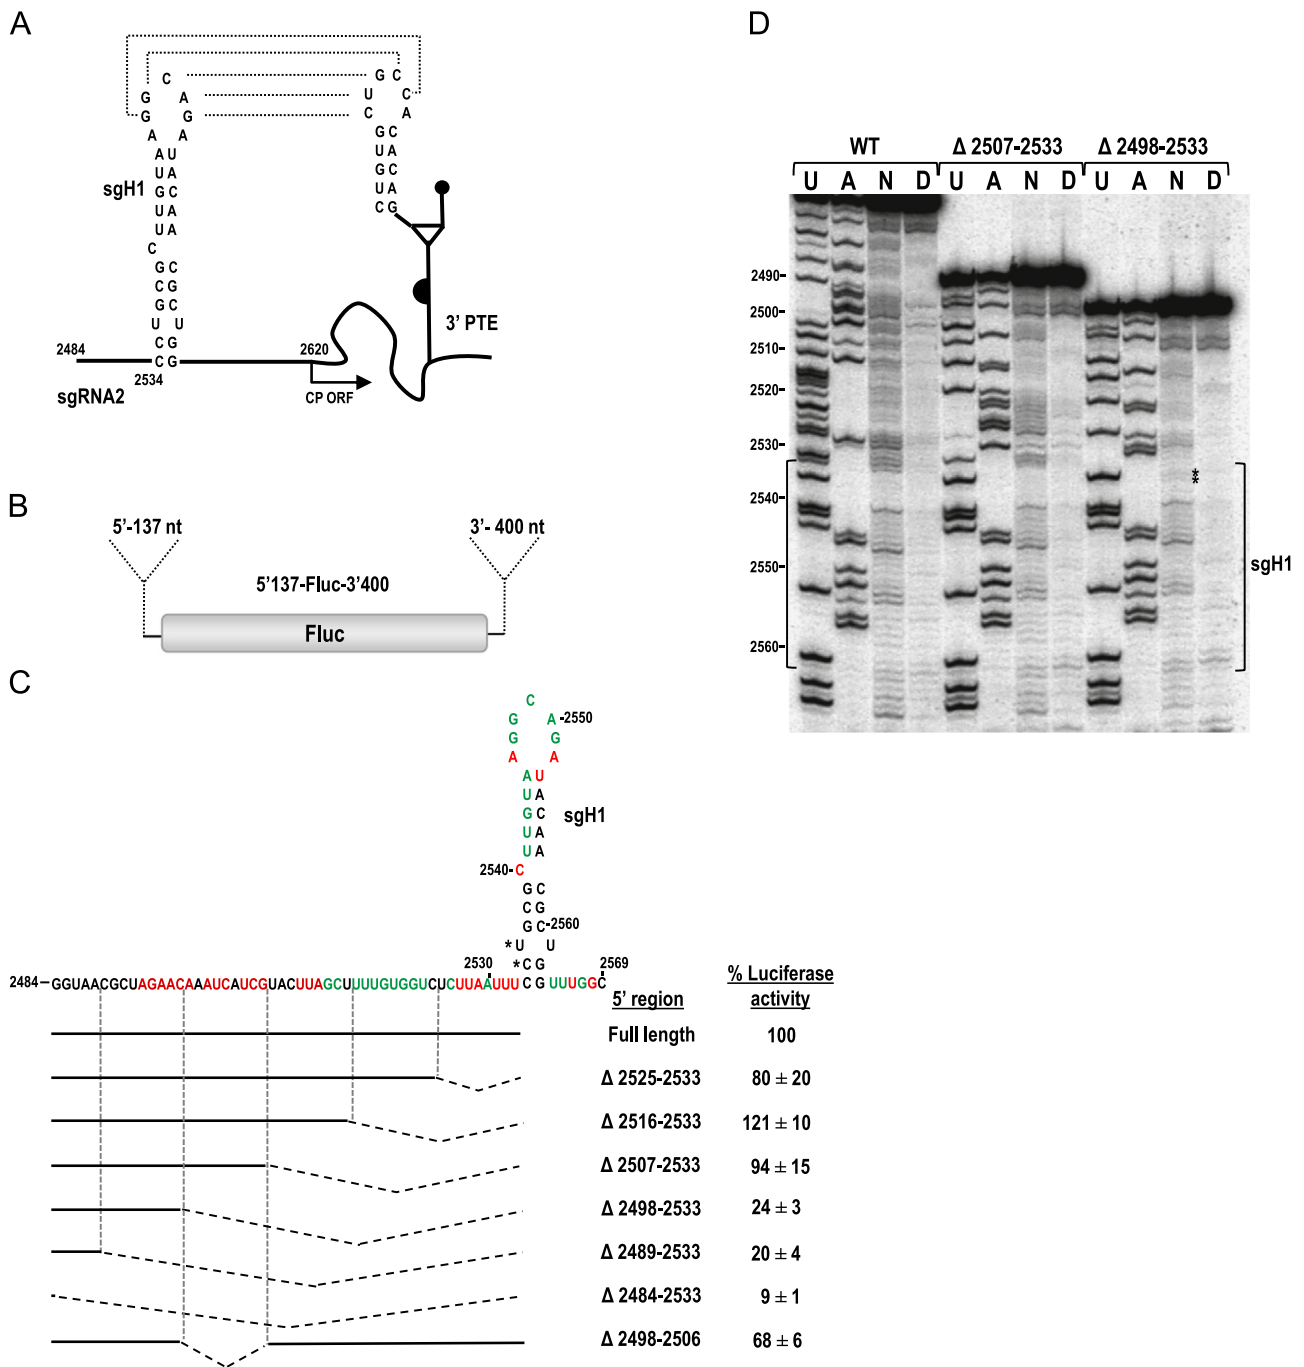 A
G C
C
G
U
C
G
A
C
A
G
G
A
A
A
U
G
U
U
C
G
C
G
U
C
U
A
C
A
A
C
G
C
U
G
G
C
G
U
G
U
C
A
C
A
C
A
G
sgH1
3' PTE
2484
2534
2620
CP ORF
sgRNA2
B
5'-137 nt
3'- 400 nt
5'137-Fluc-3'400
Fluc
C
C
G A -2550
G G
A A
A U
U A
G C
U A
U A
sgH1
2540- C
G C
C G
G C -2560
* U U
* C G
2530
2569
2484— GGUAACGCUAGAACAAAUCAUCGUACUUAGCUUUUGUGGUCUCUUAAUUU C G UUUGGC
5' region % Luciferase activity
Full length 100
Δ 2525-2533 80 ± 20
Δ 2516-2533 121 ± 10
Δ 2507-2533 94 ± 15
Δ 2498-2533 24 ± 3
Δ 2489-2533 20 ± 4
Δ 2484-2533 9 ± 1
Δ 2498-2506 68 ± 6
D
WT Δ 2507-2533 Δ 2498-2533
U A N D U A N D U A N D
2490-
2500-
2510-
2520-
2530-
2540-
2550-
2560-
*
*
sgH1